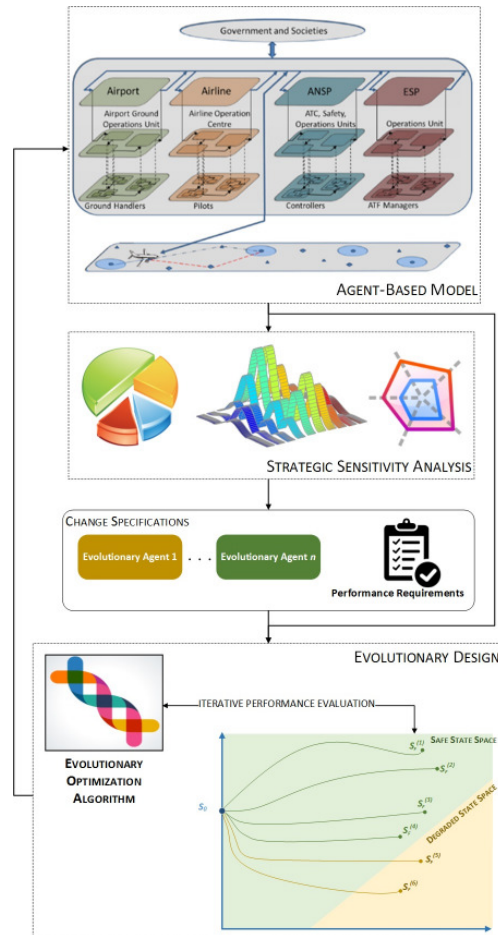 Government and Societies
Airport
Airline
ANSP
ESP
Airport Ground
Operations Unit
Airline Operation
Centre
ATC, Safety,
Operations Units
Operations Unit
Ground Handlers
Pilots
Controllers
ATF Managers
AGENT-BASED MODEL
STRATEGIC SENSITIVITY ANALYSIS
CHANGE SPECIFICATIONS
Evolutionary Agent 1
. . .
Evolutionary Agent n
Performance Requirements
EVOLUTIONARY DESIGN
ITERATIVE PERFORMANCE EVALUATION
EVOLUTIONARY
OPTIMIZATION
ALGORITHM
SAFE STATE SPACE
DEGRADED STATE SPACE